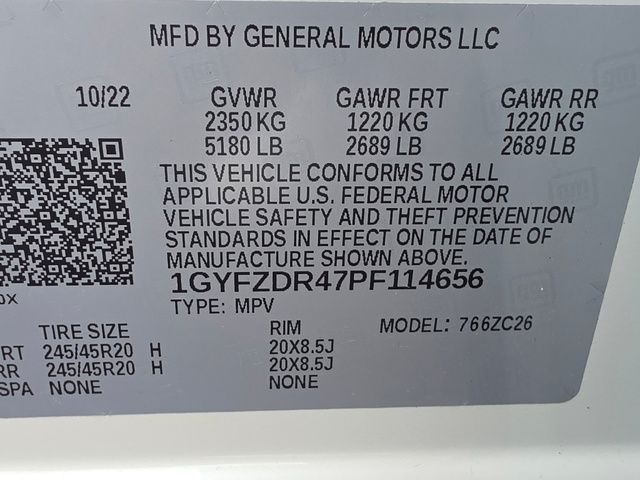 MFD BY GENERAL MOTORS LLC
10/22 GVWR GAWR FRT GAWR RR
2350 KG 1220 KG 1220 KG
5180 LB 2689 LB 2689 LB
THIS VEHICLE CONFORMS TO ALL
APPLICABLE U.S. FEDERAL MOTOR
VEHICLE SAFETY AND THEFT PREVENTION
STANDARDS IN EFFECT ON THE DATE OF
MANUFACTURE SHOWN ABOVE.
1GYFZDR47PF114656
TYPE: MPV
TIRE SIZE RIM MODEL: 766ZC26
RT 245/45R20 H 20X8.5J
RR 245/45R20 H 20X8.5J
SPA NONE NONE